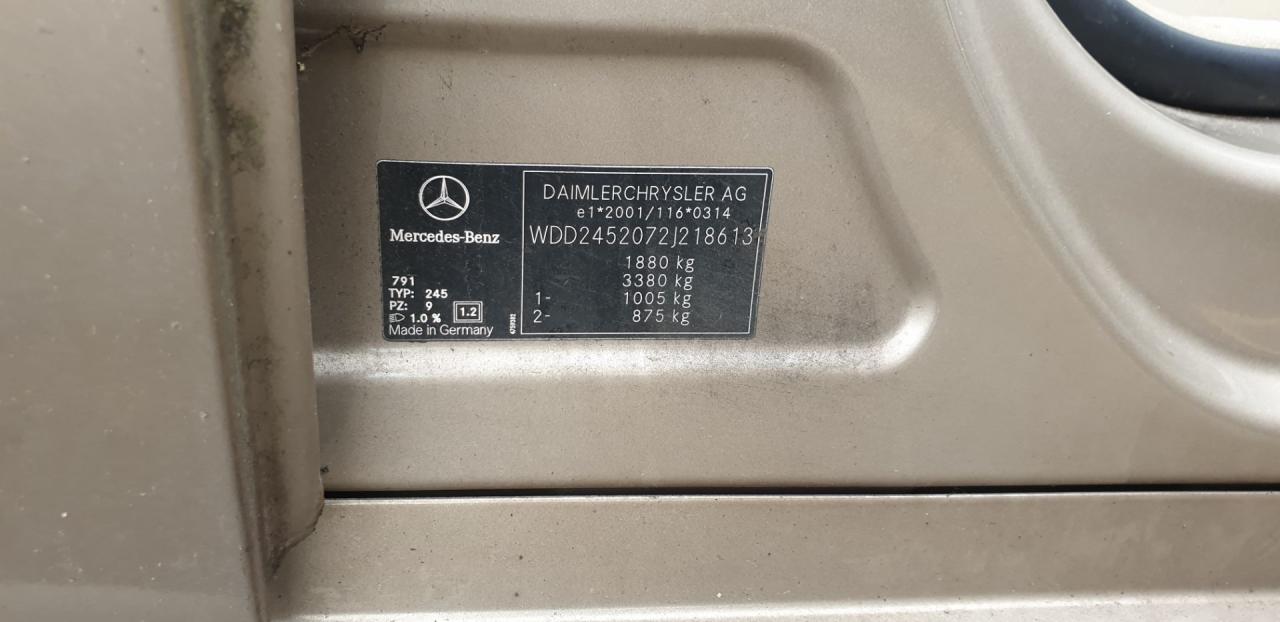 Mercedes-Benz
791
TYP: 245
PZ: 9
1.0 %
1.2
Made in Germany
DAIMLERCHRYSLER AG
e1*2001/116*0314
WDD2452072J218613
1880 kg
3380 kg
1- 1005 kg
2- 875 kg